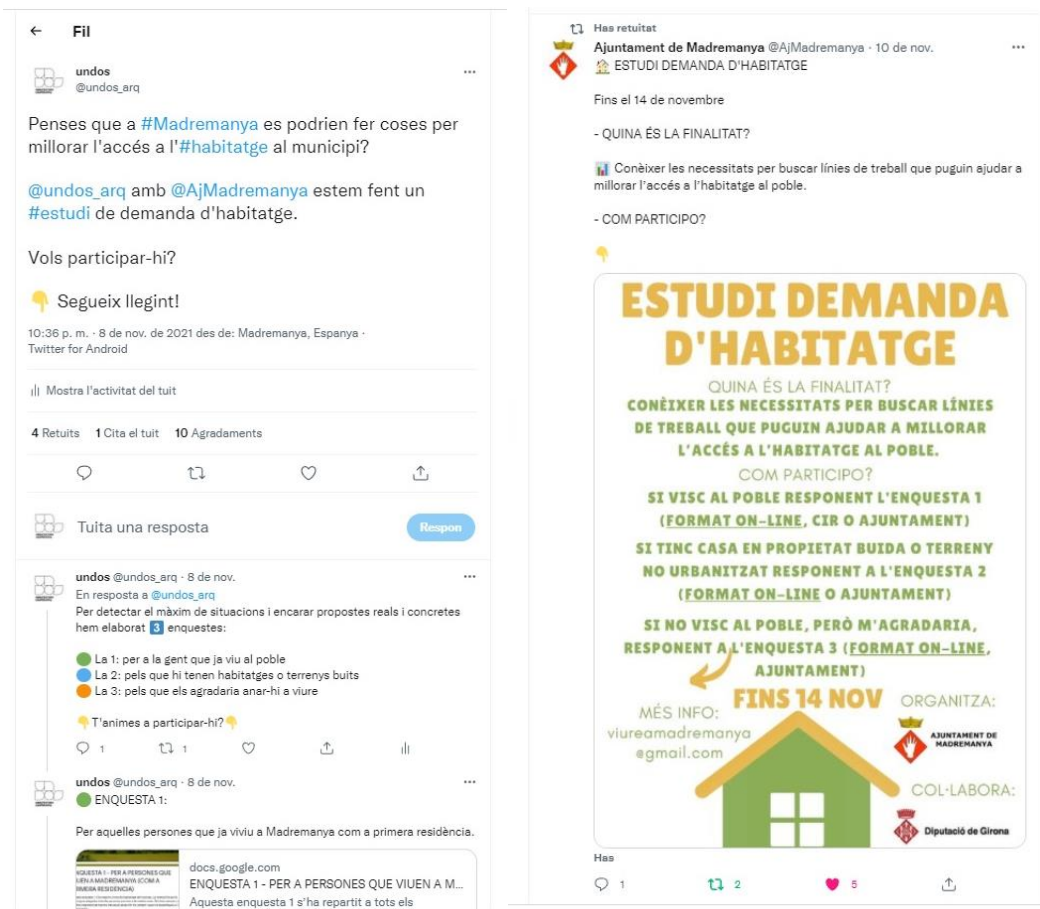 Fil
undos
@undos_arq
Penses que a #Madremanya es podrien fer coses per
millorar l'accés a l'#habitatge al municipi?
@undos_arq amb @AjMadremanya estem fent un
#estudi de demanda d'habitatge.
Vols participar-hi?
👇 Segueix llegint!
10:36 p. m. · 8 de nov. de 2021 des de: Madremanya, Espanya ·
Twitter for Android
Mostra l'activitat del tuit
4 Retuits 1 Cita el tuit 10 Agradaments
Tuita una resposta
Respon
undos @undos_arq · 8 de nov.
En resposta a @undos_arq
Per detectar el màxim de situacions i encarar propostes reals i concretes
hem elaborat 3️⃣ enquestes:
🟢 La 1: per a la gent que ja viu al poble
🔵 La 2: pels que hi tenen habitatges o terrenys buits
🟠 La 3: pels que els agradaria anar-hi a viure
👇T'animes a participar-hi?👇
1 1
undos @undos_arq · 8 de nov.
🟢 ENQUESTA 1:
Per aquelles persones que ja viviu a Madremanya com a primera residència.
docs.google.com
ENQUESTA 1 - PER A PERSONES QUE VIUEN A M...
Aquesta enquesta 1 s'ha repartit a tots els
Has retuitat
Ajuntament de Madremanya @AjMadremanya · 10 de nov.
🏠 ESTUDI DEMANDA D'HABITATGE
Fins el 14 de novembre
- QUINA ÉS LA FINALITAT?
📊 Conèixer les necessitats per buscar línies de treball que puguin ajudar a
millorar l'accés a l'habitatge al poble.
- COM PARTICIPO?
👇
ESTUDI DEMANDA
D'HABITATGE
QUINA ÉS LA FINALITAT?
CONÈIXER LES NECESSITATS PER BUSCAR LÍNIES
DE TREBALL QUE PUGUIN AJUDAR A MILLORAR
L'ACCÉS A L'HABITATGE AL POBLE.
COM PARTICIPO?
SI VISC AL POBLE RESPONENT L'ENQUESTA 1
(FORMAT ON-LINE, CIR O AJUNTAMENT)
SI TINC CASA EN PROPIETAT BUIDA O TERRENY
NO URBANITZAT RESPONENT A L'ENQUESTA 2
(FORMAT ON-LINE O AJUNTAMENT)
SI NO VISC AL POBLE, PERÒ M'AGRADARIA,
RESPONENT A L'ENQUESTA 3 (FORMAT ON-LINE,
AJUNTAMENT)
FINS 14 NOV
MÉS INFO:
viureamadremanya
@gmail.com
ORGANITZA:
AJUNTAMENT DE
MADREMANYA
COL·LABORA:
Diputació de Girona
Has
1 2 5